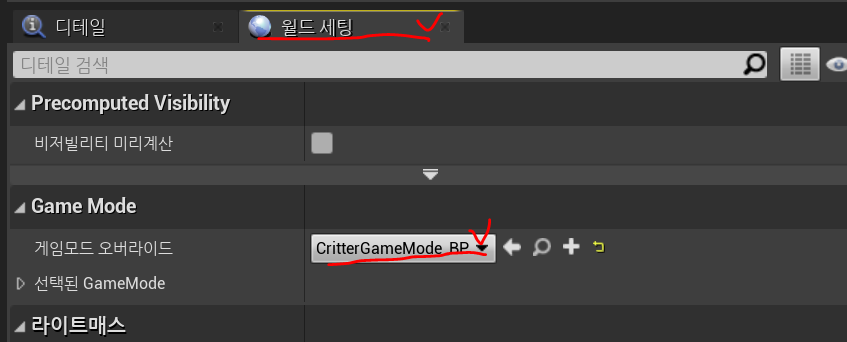 디테일
월드 세팅
디테일 검색
Precomputed Visibility
비저빌리티 미리계산
Game Mode
게임모드 오버라이드
CritterGameMode_BP
선택된 GameMode
라이트매스